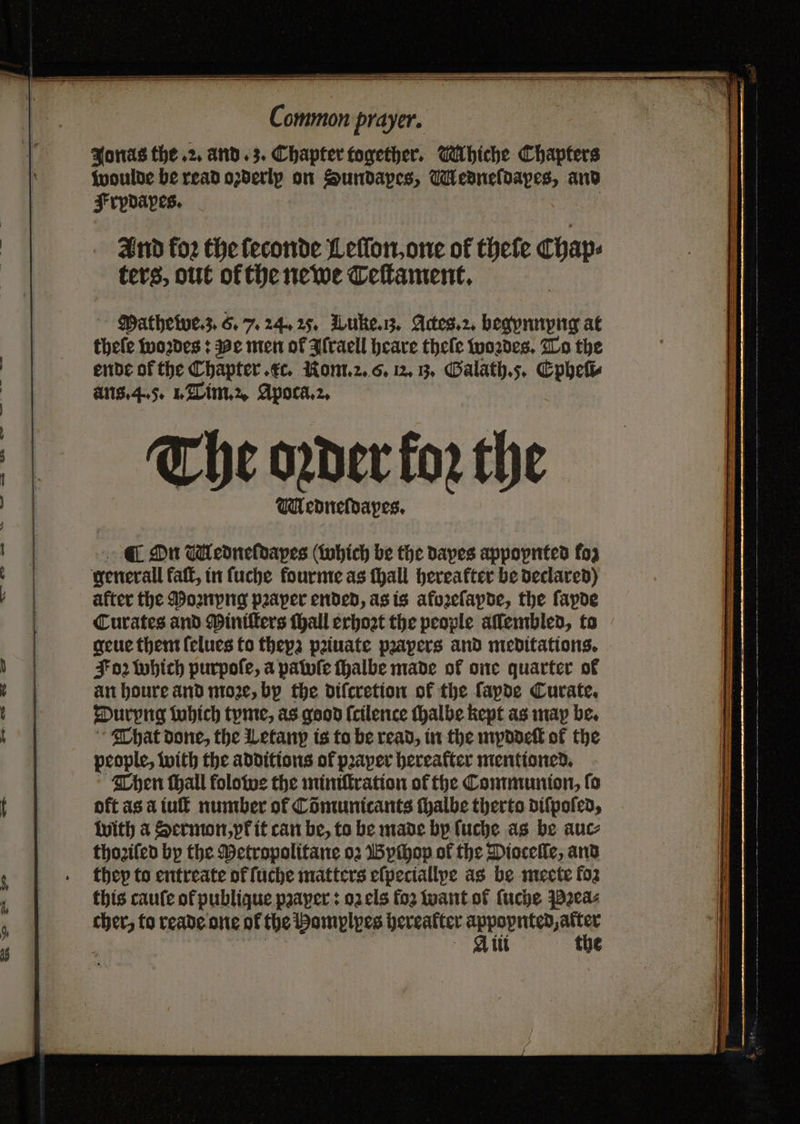 Common prayer.
Jonas the .2. and .3. Chapter together. Whiche Chapters
woulde be read orderly on Sundayes, Wednesdayes, and
Frydayes.
And for the seconde Lesson, one of these Chap-
ters, out of the newe Testament.
Mathewe.3. 6. 7. 24. 25. Luke.13. Actes.2. begynnyng at
these wordes: Ye men of Israell heare these wordes. To the
ende of the Chapter .&c. Rom.2. 6. 12. 13. Galath.5. Ephesi-
ans.4.5. 1.Tim.2. Apoca.2.
The order for the
Wednesdayes.
¶ On Wednesdayes (which be the dayes appoynted for
generall fast, in suche fourme as shall hereafter be declared)
after the Mornyng prayer ended, as is aforesayde, the sayde
Curates and Ministers shall exhort the people assembled, to
geue them selues to theyr priuate prayers and meditations.
For which purpose, a pawse shalbe made of one quarter of
an houre and more, by the discretion of the sayde Curate.
Duryng which tyme, as good scilence shalbe kept as may be.
That done, the Letany is to be read, in the myddest of the
people, with the additions of prayer hereafter mentioned.
Then shall folowe the ministration of the Communion, so
oft as a iust number of Cōmunicants shalbe therto disposed,
with a Sermon, yf it can be, to be made by suche as be auc-
thorised by the Metropolitane or Byshop of the Diocesse, and
they to entreate of suche matters especiallye as be meete for
this cause of publique prayer: or els for want of suche Prea-
cher, to reade one of the Homylyes hereafter appoynted, after
A iii the